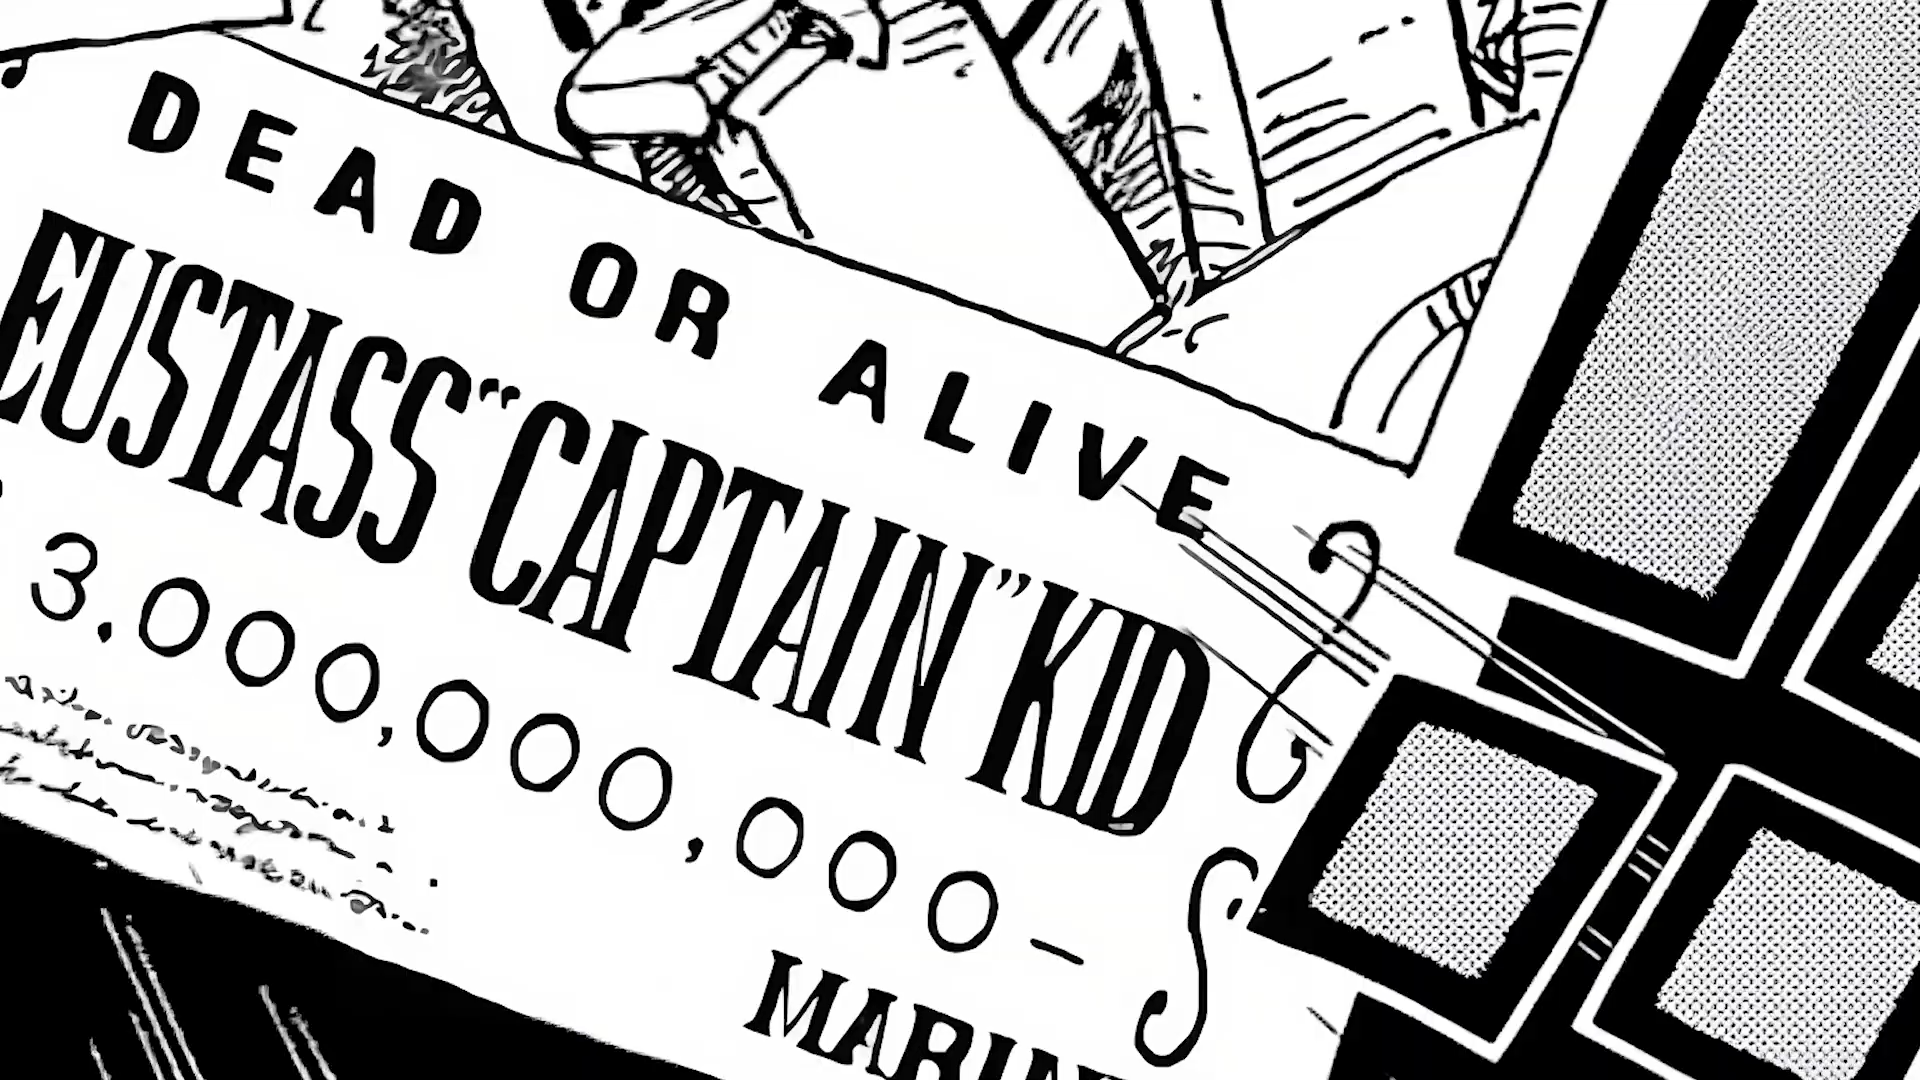 DEAD OR ALIVE
EUSTASS "CAPTAIN" KID
3.000,000,000-